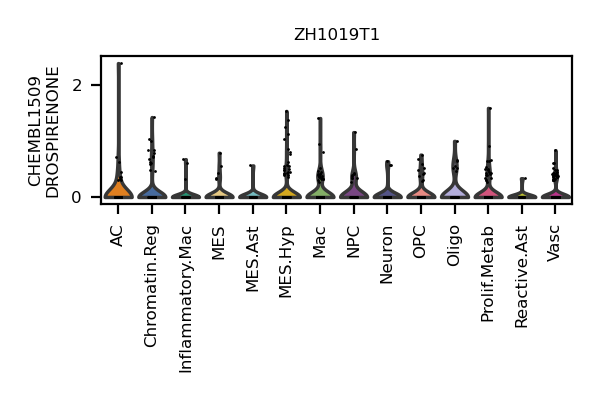 ZH1019T1
CHEMBL1509
DROSPIRENONE
2
0
AC
Chromatin.Reg
Inflammatory.Mac
MES
MES.Ast
MES.Hyp
Mac
NPC
Neuron
OPC
Oligo
Prolif.Metab
Reactive.Ast
Vasc